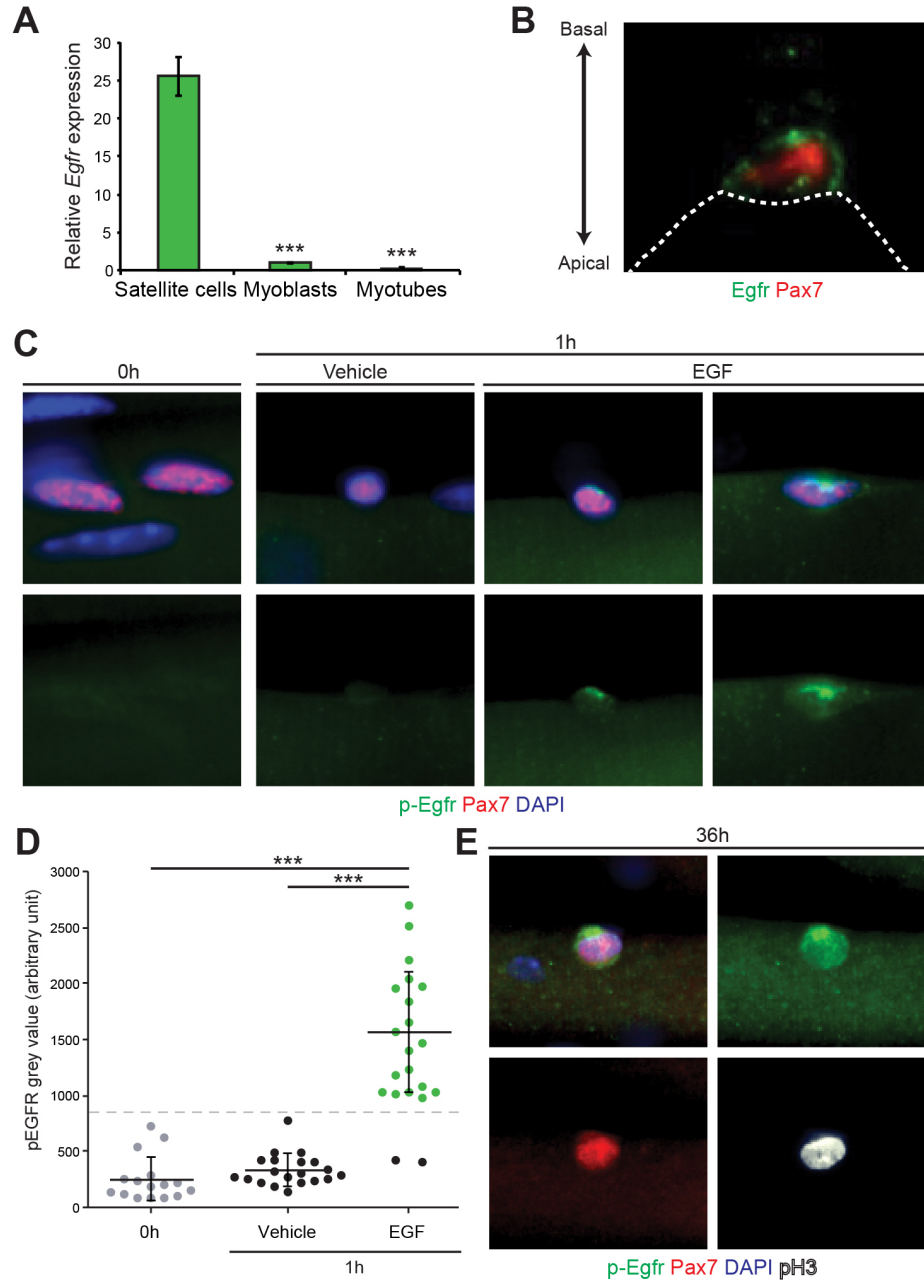 A
Relative Egfr expression
30
25
20
15
10
5
0
***
***
Satellite cells Myoblasts Myotubes
B
Basal
Apical
Egfr Pax7
C
1h
0h Vehicle EGF
p-Egfr Pax7 DAPI
D
pEGFR grey value (arbitrary unit)
3000
2500
2000
1500
1000
500
0
***
***
0h Vehicle EGF
1h
E
36h
p-Egfr Pax7 DAPI pH3